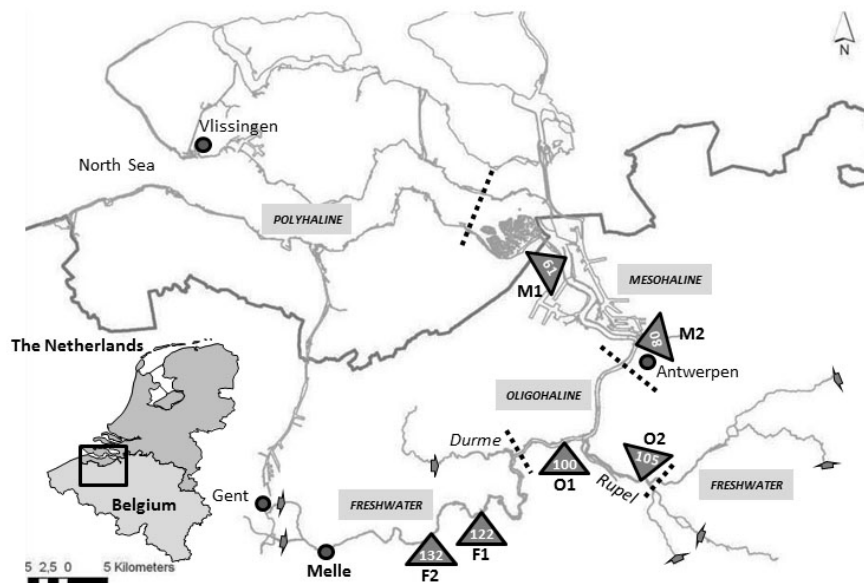 N
Vlissingen
North Sea
POLYHALINE
61
M1
MESOHALINE
80
M2
Antwerpen
The Netherlands
OLIGOHALINE
Durme
100
O1
O2
105
Rupel
FRESHWATER
Belgium
Gent
FRESHWATER
122
F1
132
F2
Melle
5 2,5 0 5 Kilometers